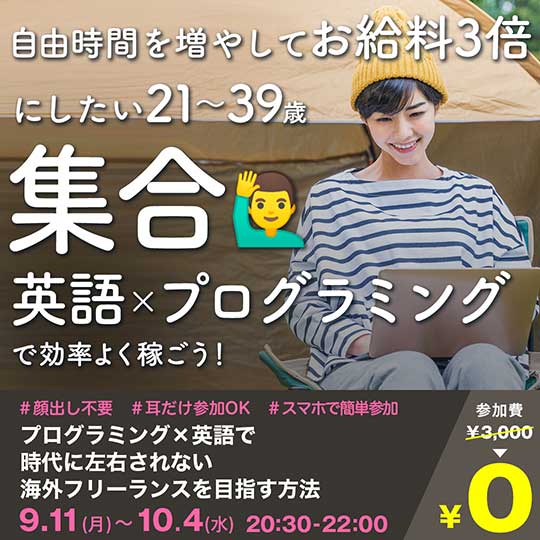 自由時間を増やしてお給料3倍
にしたい21〜39歳
集合
英語×プログラミング
で効率よく稼ごう!
#顔出し不要 #耳だけ参加OK #スマホで簡単参加
プログラミング×英語で
時代に左右されない
海外フリーランスを目指す方法
9.11(月)〜10.4(水) 20:30-22:00
参加費
¥3,000
¥0